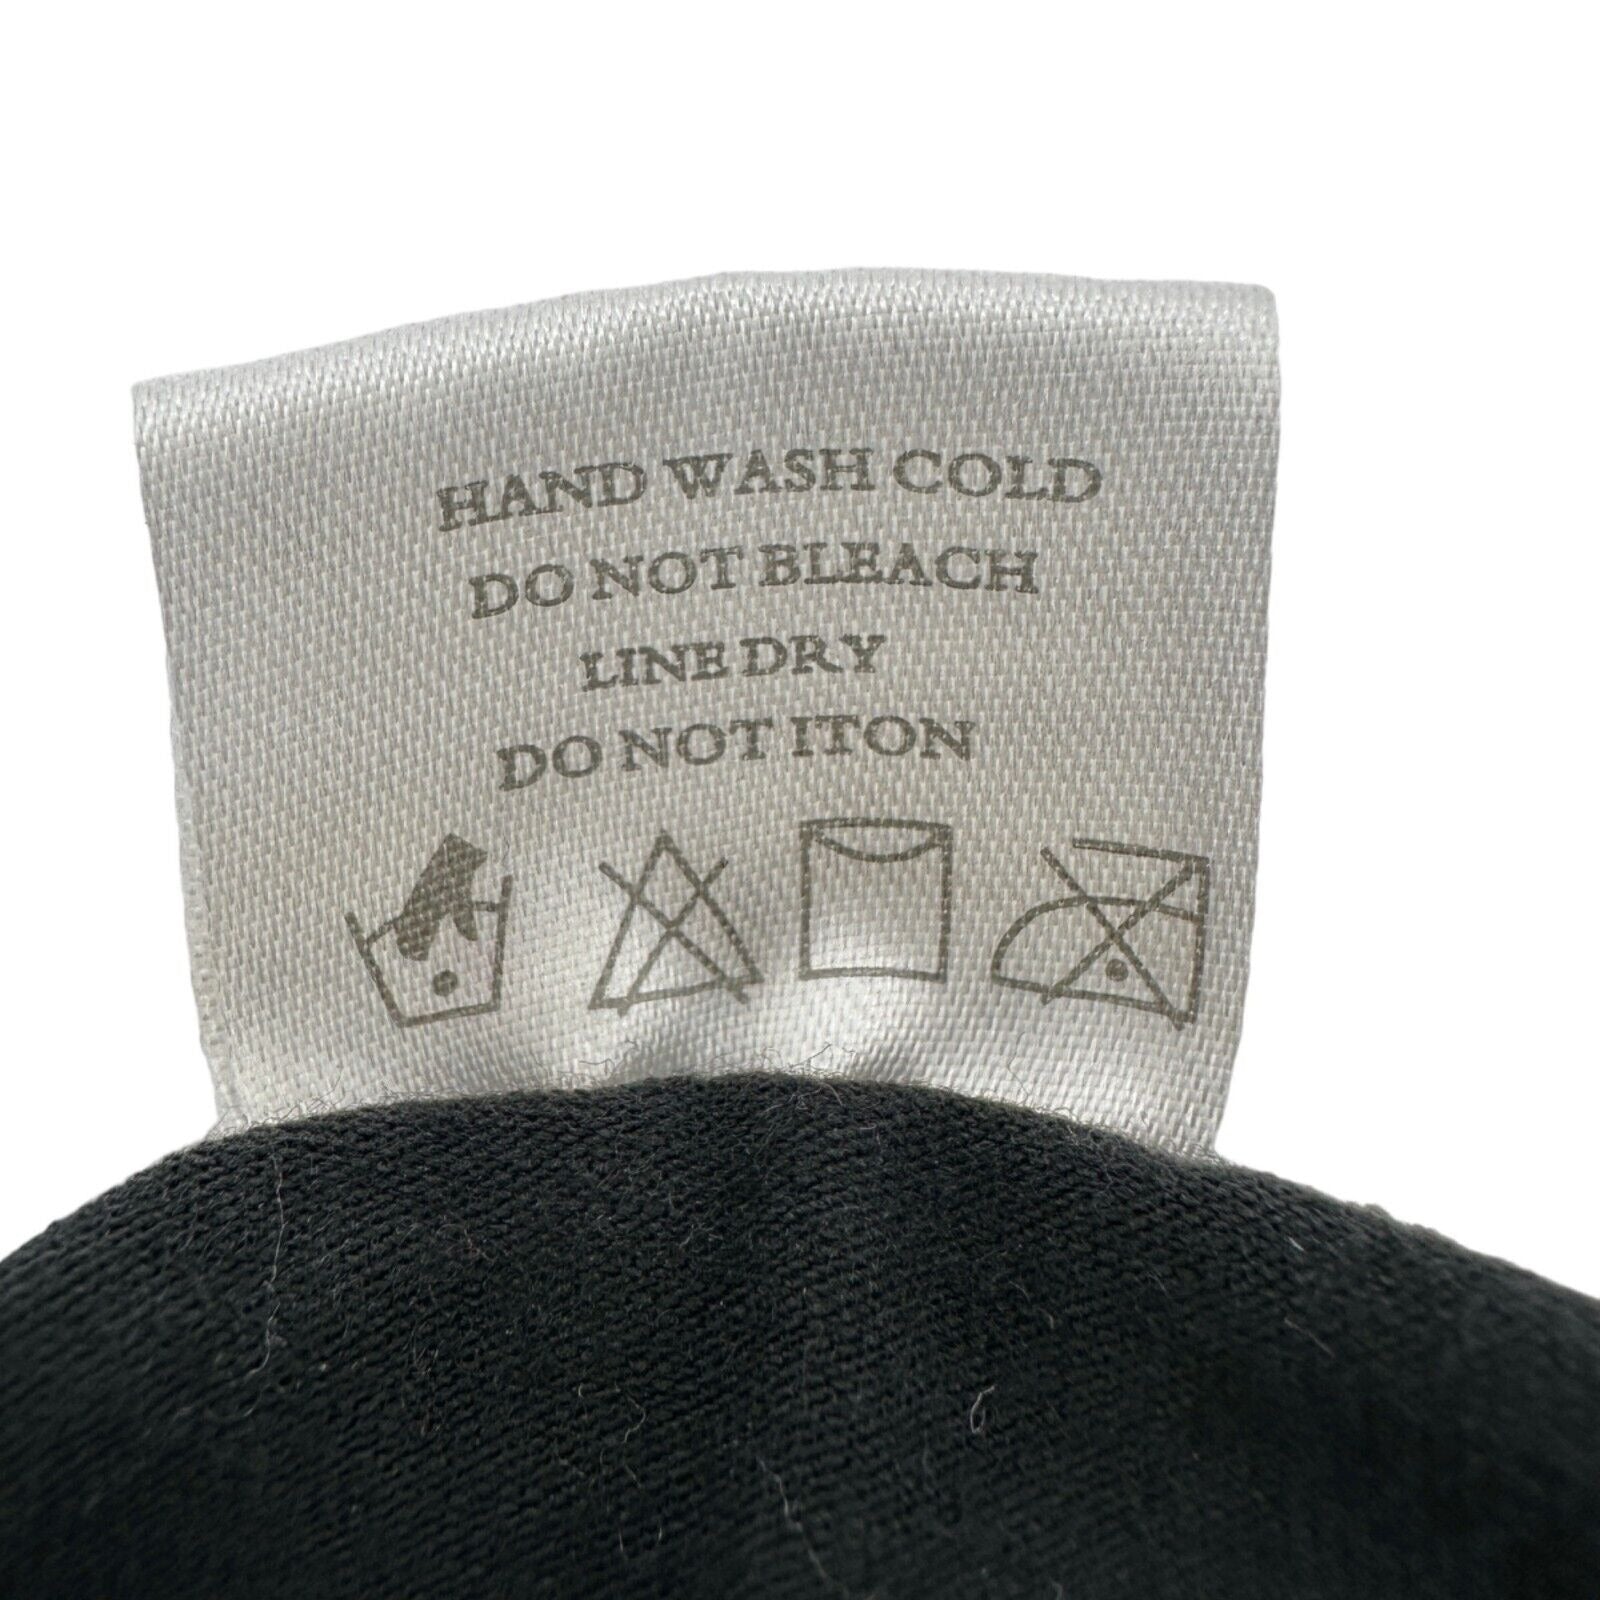 HAND WASH COLD
DO NOT BLEACH
LINE DRY
DO NOT ITON